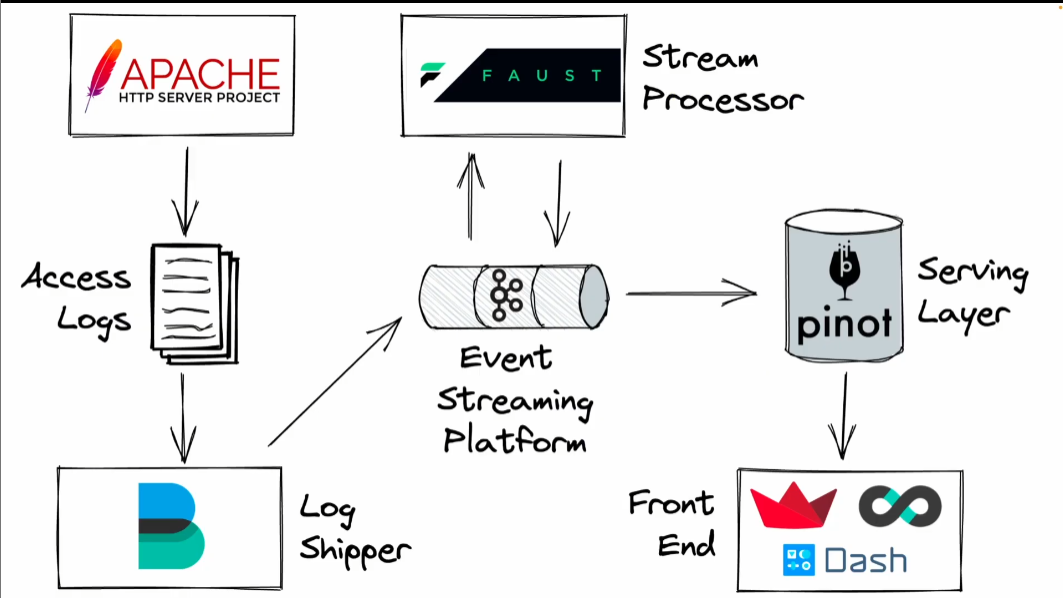 APACHE
HTTP SERVER PROJECT
FAUST
Stream
Processor
Access
Logs
Event
Streaming
Platform
pinot
Serving
Layer
Log
Shipper
Front
End
Dash